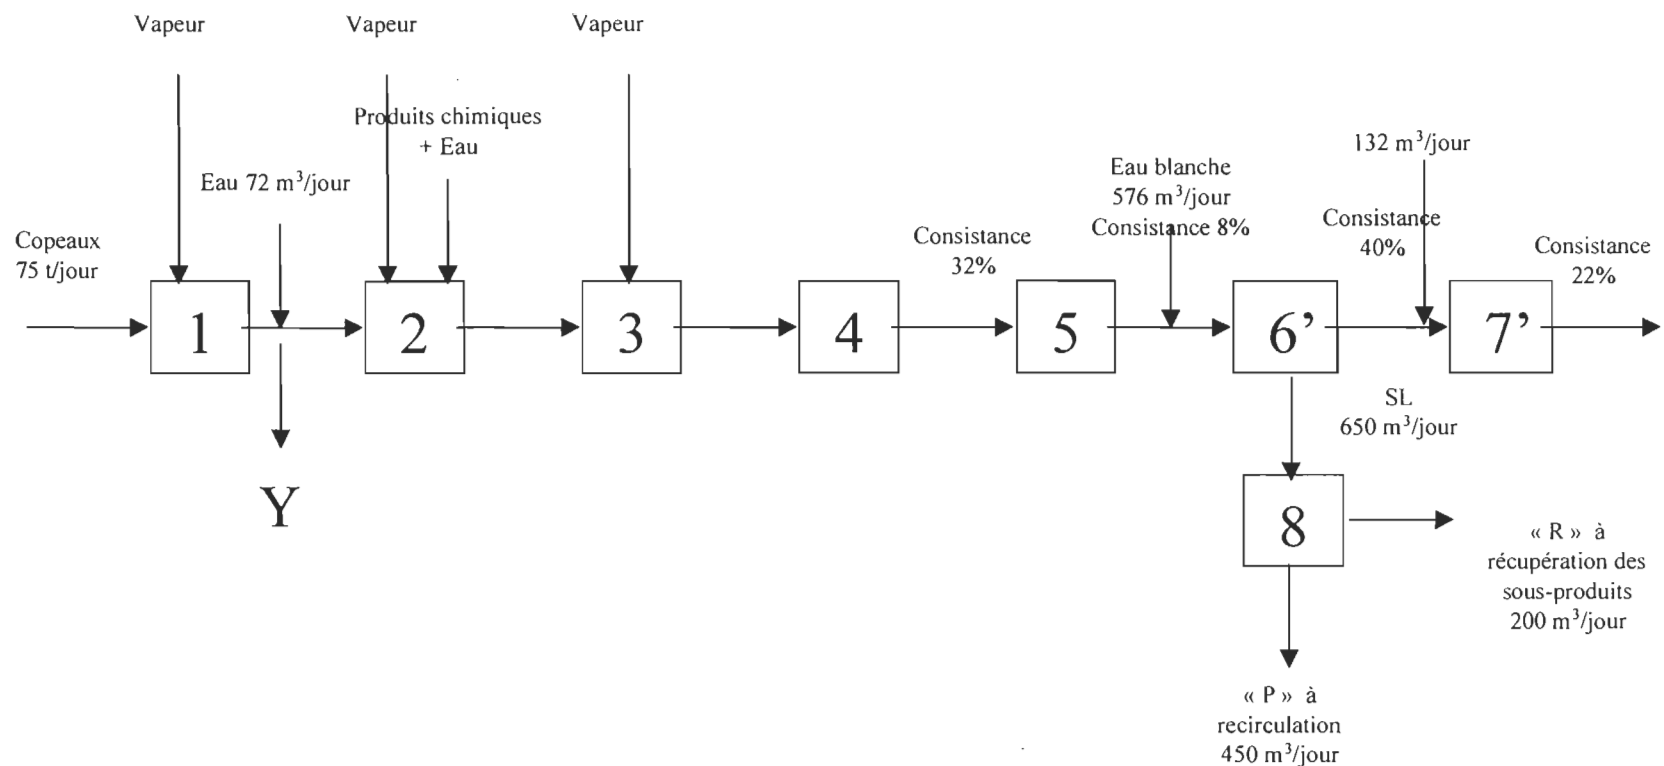 Vapeur
Vapeur
Vapeur
Produits chimiques
+ Eau
Eau 72 m³/jour
Copeaux
75 t/jour
Consistance
32%
Eau blanche
576 m³/jour
Consistance 8%
132 m³/jour
Consistance
40%
Consistance
22%
1
2
3
4
5
6’
7’
SL
650 m³/jour
Y
8
« R » à
récupération des
sous-produits
200 m³/jour
« P » à
recirculation
450 m³/jour